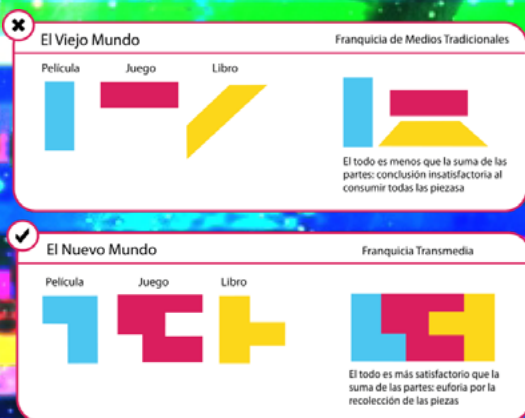 El Viejo Mundo
Franquicia de Medios Tradicionales
Película
Juego
Libro
El todo es menos que la suma de las
partes: conclusión insatisfactoria al
consumir todas las piezasa
El Nuevo Mundo
Franquicia Transmedia
Película
Juego
Libro
El todo es más satisfactorio que la
suma de las partes: euforia por la
recolección de las piezas